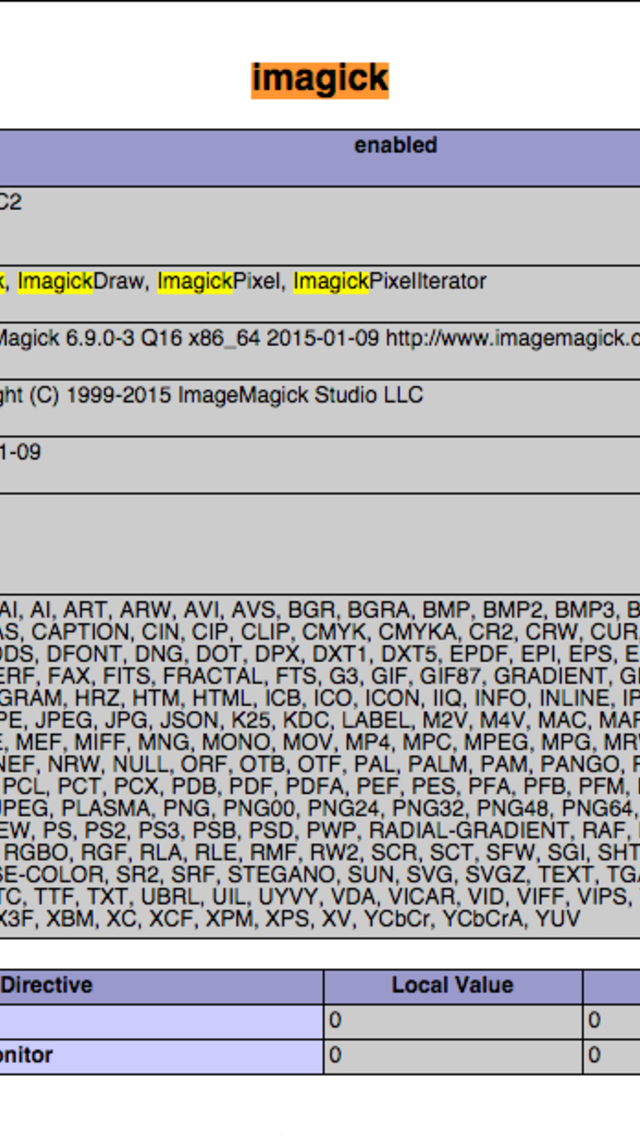 imagick
enabled
C2
k, ImagickDraw, ImagickPixel, ImagickPixelIterator
Magick 6.9.0-3 Q16 x86_64 2015-01-09 http://www.imagemagick.o
ght (C) 1999-2015 ImageMagick Studio LLC
1-09
AI, AI, ART, ARW, AVI, AVS, BGR, BGRA, BMP, BMP2, BMP3, B
AS, CAPTION, CIN, CIP, CLIP, CMYK, CMYKA, CR2, CRW, CUR
DDS, DFONT, DNG, DOT, DPX, DXT1, DXT5, EPDF, EPI, EPS, E
ERF, FAX, FITS, FRACTAL, FTS, G3, GIF, GIF87, GRADIENT, G
GRAM, HRZ, HTM, HTML, ICB, ICO, ICON, IIQ, INFO, INLINE, IP
PE, JPEG, JPG, JSON, K25, KDC, LABEL, M2V, M4V, MAC, MAP
E, MEF, MIFF, MNG, MONO, MOV, MP4, MPC, MPEG, MPG, MRW
NEF, NRW, NULL, ORF, OTB, OTF, PAL, PALM, PAM, PANGO, P
PCL, PCT, PCX, PDB, PDF, PDFA, PEF, PES, PFA, PFB, PFM,
JPEG, PLASMA, PNG, PNG00, PNG24, PNG32, PNG48, PNG64,
EW, PS, PS2, PS3, PSB, PSD, PWP, RADIAL-GRADIENT, RAF,
RGBO, RGF, RLA, RLE, RMF, RW2, SCR, SCT, SFW, SGI, SHT
SE-COLOR, SR2, SRF, STEGANO, SUN, SVG, SVGZ, TEXT, TGA
TC, TTF, TXT, UBRL, UIL, UYVY, VDA, VICAR, VID, VIFF, VIPS,
X3F, XBM, XC, XCF, XPM, XPS, XV, YCbCr, YCbCrA, YUV
Directive Local Value
0 0
onitor 0 0